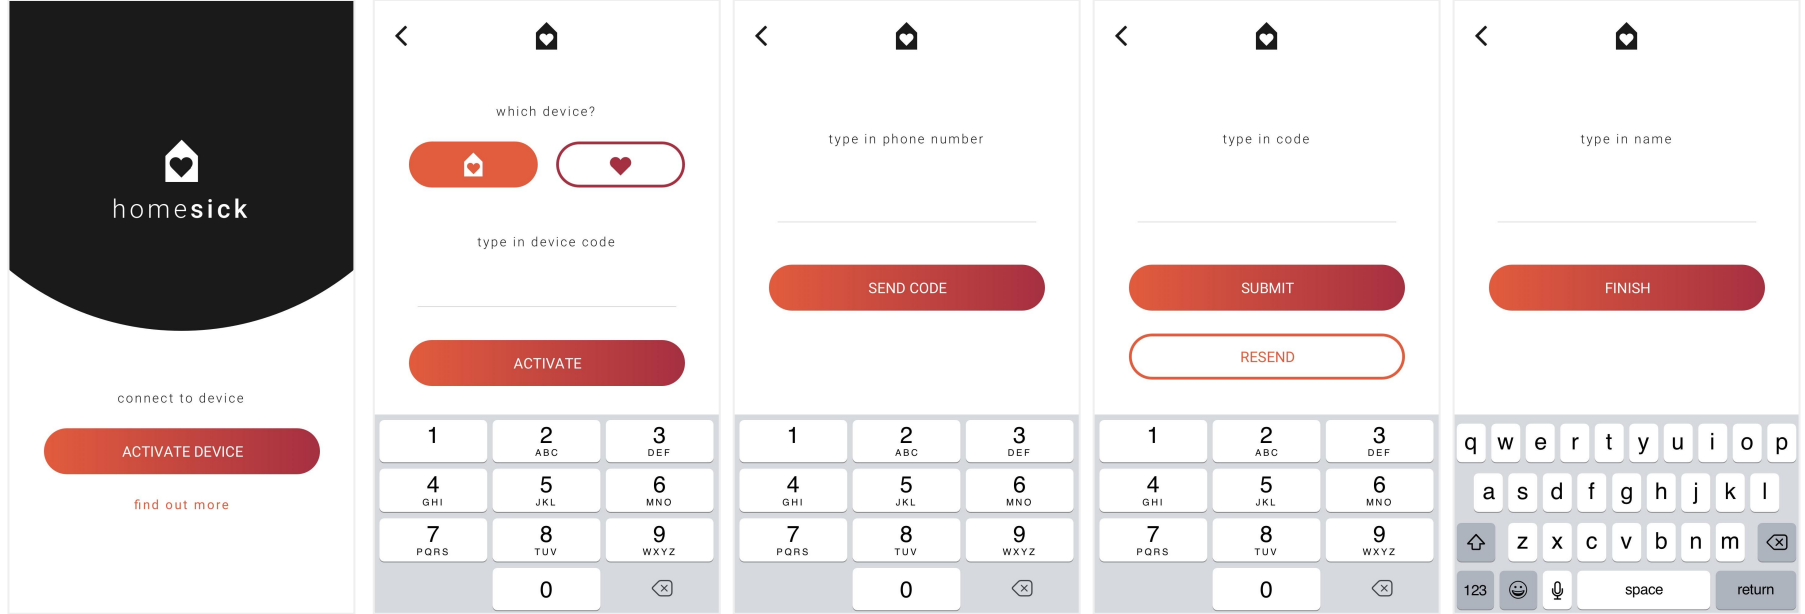 homesick
connect to device
ACTIVATE DEVICE
find out more
which device?
type in device code
ACTIVATE
1 2 3
ABC DEF
4 5 6
GHI JKL MNO
7 8 9
PQRS TUV WXYZ
0
type in phone number
SEND CODE
1 2 3
ABC DEF
4 5 6
GHI JKL MNO
7 8 9
PQRS TUV WXYZ
0
type in code
SUBMIT
RESEND
1 2 3
ABC DEF
4 5 6
GHI JKL MNO
7 8 9
PQRS TUV WXYZ
0
type in name
FINISH
q w e r t y u i o p
a s d f g h j k l
z x c v b n m
123 space return